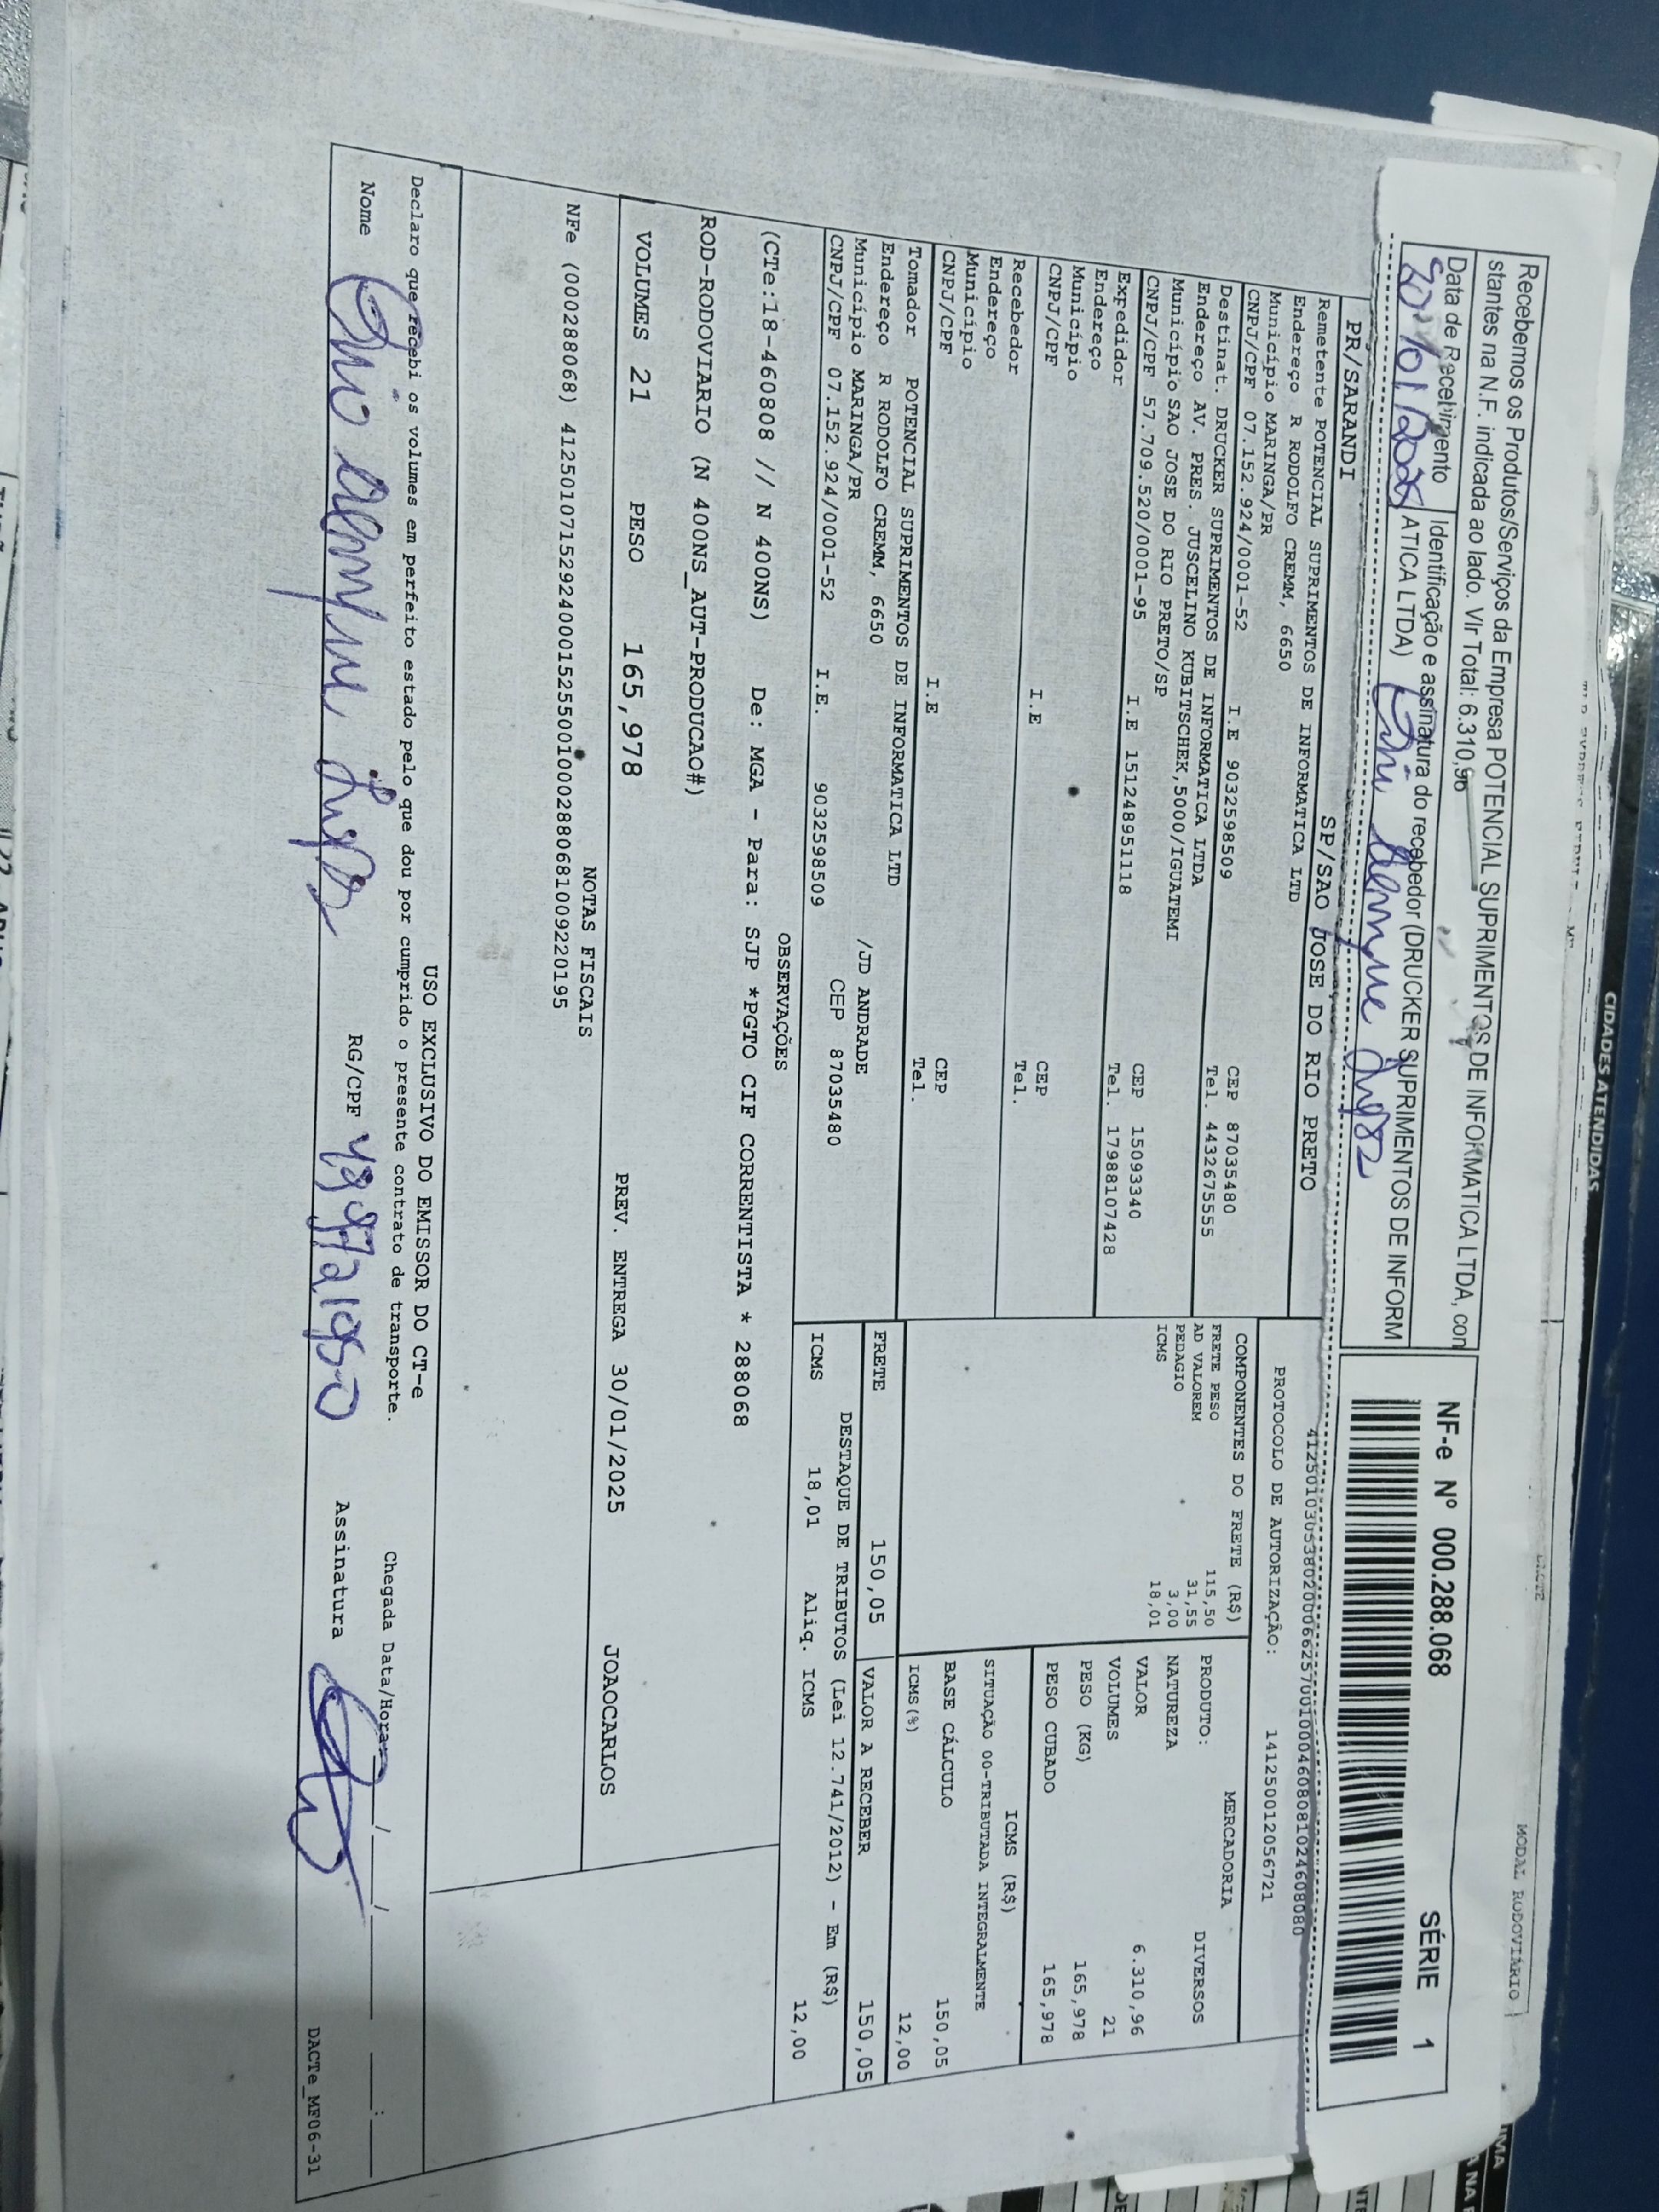 CIDADES ATENDIDAS
MODAL RODOVIÁRIO
Recebemos os Produtos/Serviços da Empresa POTENCIAL SUPRIMENTOS DE INFORMATICA LTDA, con
stantes na N.F. indicada ao lado. Vlr Total: 6.310,96
Data de Recebimento
Identificação e assinatura do recebedor (DRUCKER SUPRIMENTOS DE INFORM
ATICA LTDA)
NF-e Nº 000.288.068 SÉRIE 1
PR/SARANDI
SP/SAO JOSE DO RIO PRETO
Remetente POTENCIAL SUPRIMENTOS DE INFORMATICA LTD
Endereço R RODOLFO CREMM, 6650
Município MARINGA/PR CEP 87035480
CNPJ/CPF 07.152.924/0001-52 I.E 9032598509 Tel. 4432675555
Destinat. DRUCKER SUPRIMENTOS DE INFORMATICA LTDA
Endereço AV. PRES. JUSCELINO KUBITSCHEK,5000/IGUATEMI
Município SAO JOSE DO RIO PRETO/SP CEP 15093340
CNPJ/CPF 57.709.520/0001-95 I.E 151248951118 Tel. 17988107428
Expedidor
Endereço
Município CEP
CNPJ/CPF I.E Tel.
Recebedor
Endereço
Município CEP
CNPJ/CPF I.E Tel.
Tomador POTENCIAL SUPRIMENTOS DE INFORMATICA LTD
Endereço R RODOLFO CREMM, 6650 /JD ANDRADE
Município MARINGA/PR CEP 87035480
CNPJ/CPF 07.152.924/0001-52 I.E. 9032598509
PROTOCOLO DE AUTORIZAÇÃO: 141250012056721
COMPONENTES DO FRETE (R$)
FRETE PESO 115,50
AD VALOREM 31,55
PEDAGIO 3,00
ICMS 18,01
MERCADORIA
PRODUTO: DIVERSOS
NATUREZA
VALOR 6.310,96
VOLUMES 21
PESO (KG) 165,978
PESO CUBADO 165,978
ICMS (R$)
SITUAÇÃO 00-TRIBUTADA INTEGRALMENTE
BASE CÁLCULO 150,05
ICMS(%) 12,00
FRETE 150,05 VALOR A RECEBER 150,05
DESTAQUE DE TRIBUTOS (Lei 12.741/2012) - Em (R$)
ICMS 18,01 Aliq. ICMS 12,00
OBSERVAÇÕES
(CTe:18-460808 // N 400NS) De: MGA - Para: SJP *PGTO CIF CORRENTISTA * 288068
ROD-RODOVIARIO (N 400NS_AUT-PRODUCAO#)
VOLUMES 21 PESO 165,978 PREV. ENTREGA 30/01/2025 JOAOCARLOS
NOTAS FISCAIS
NFe (000288068) 41250107152924000152550010002880681009220195
USO EXCLUSIVO DO EMISSOR DO CT-e
Declaro que recebi os volumes em perfeito estado pelo que dou por cumprido o presente contrato de transporte.
Chegada Data/Hora: __/__/____ __:__
Nome RG/CPF Assinatura
DACTe_MF06-31